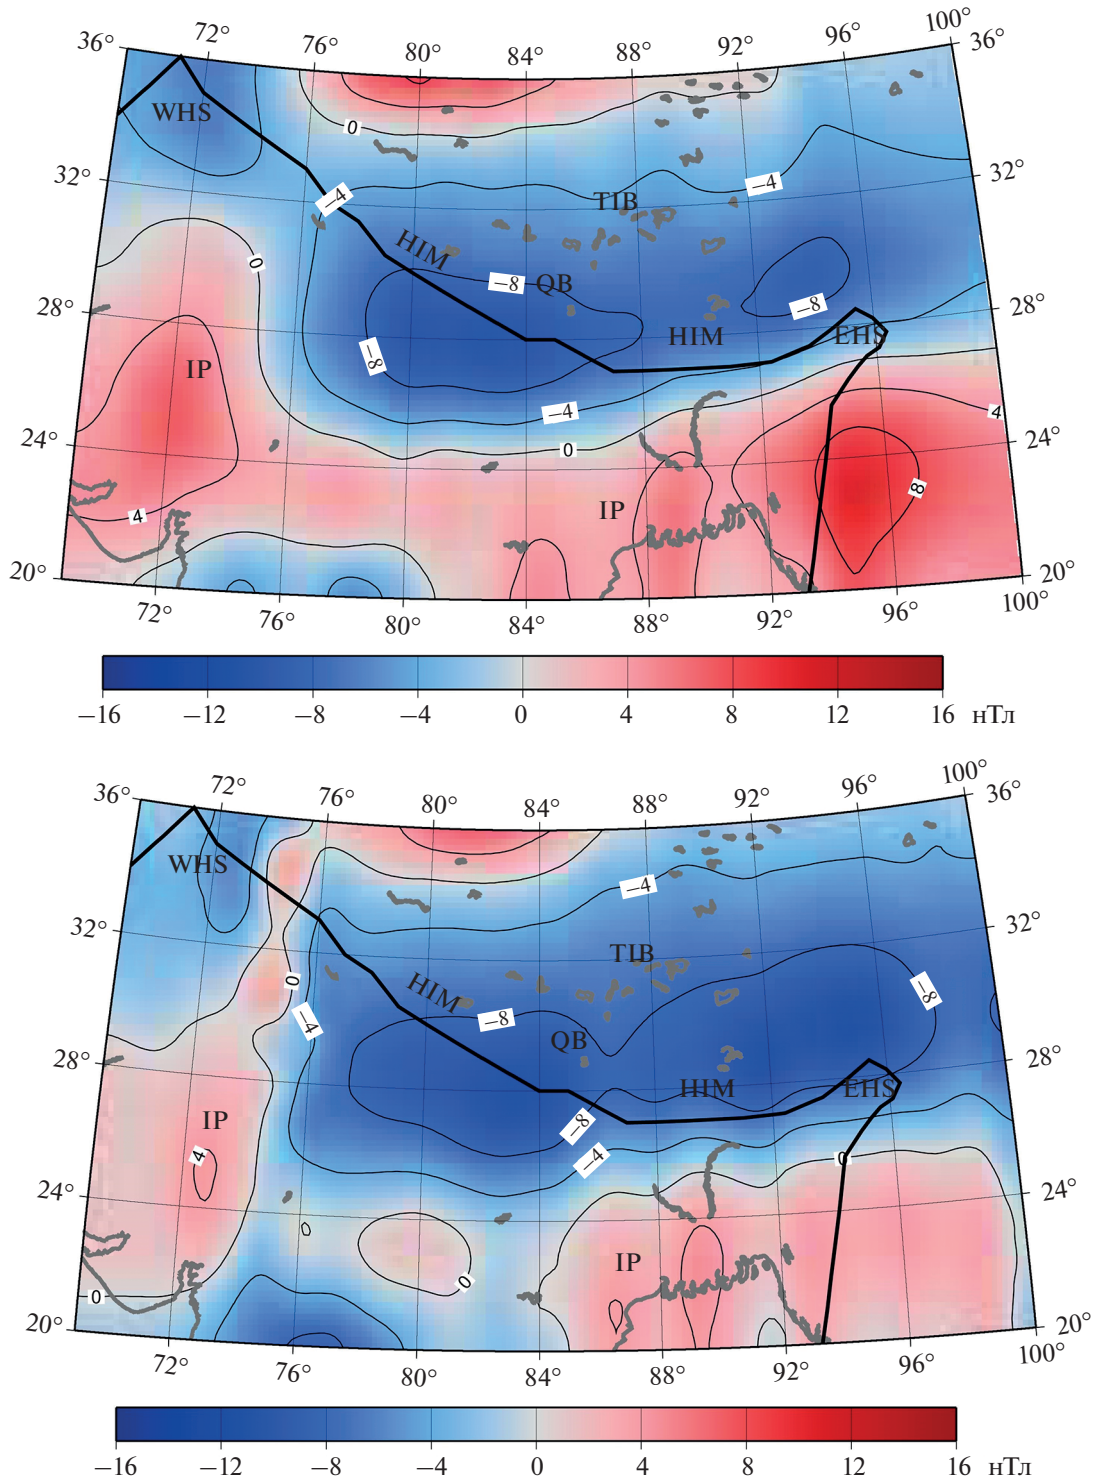 72° 76° 80° 84° 88° 92° 96° 100°
36° 36°
WHS
0
32° 32°
−4 −4
TIB
HIM
0
−8 QB
28° −8 28°
HIM EHS
−8
IP
−4 4
24° 0 24°
8
IP
4
20° 20°
72° 76° 80° 84° 88° 92° 96° 100°
−16 −12 −8 −4 0 4 8 12 16 нТл
72° 76° 80° 84° 88° 92° 96° 100°
36° 36°
WHS
−4
32° 32°
TIB
0 HIM −8
−4 −8
QB
28° 28°
HIM EHS
IP −8
4 −4 0
24° 24°
IP
0 0
20° 20°
72° 76° 80° 84° 88° 92° 96° 100°
−16 −12 −8 −4 0 4 8 12 16 нТл